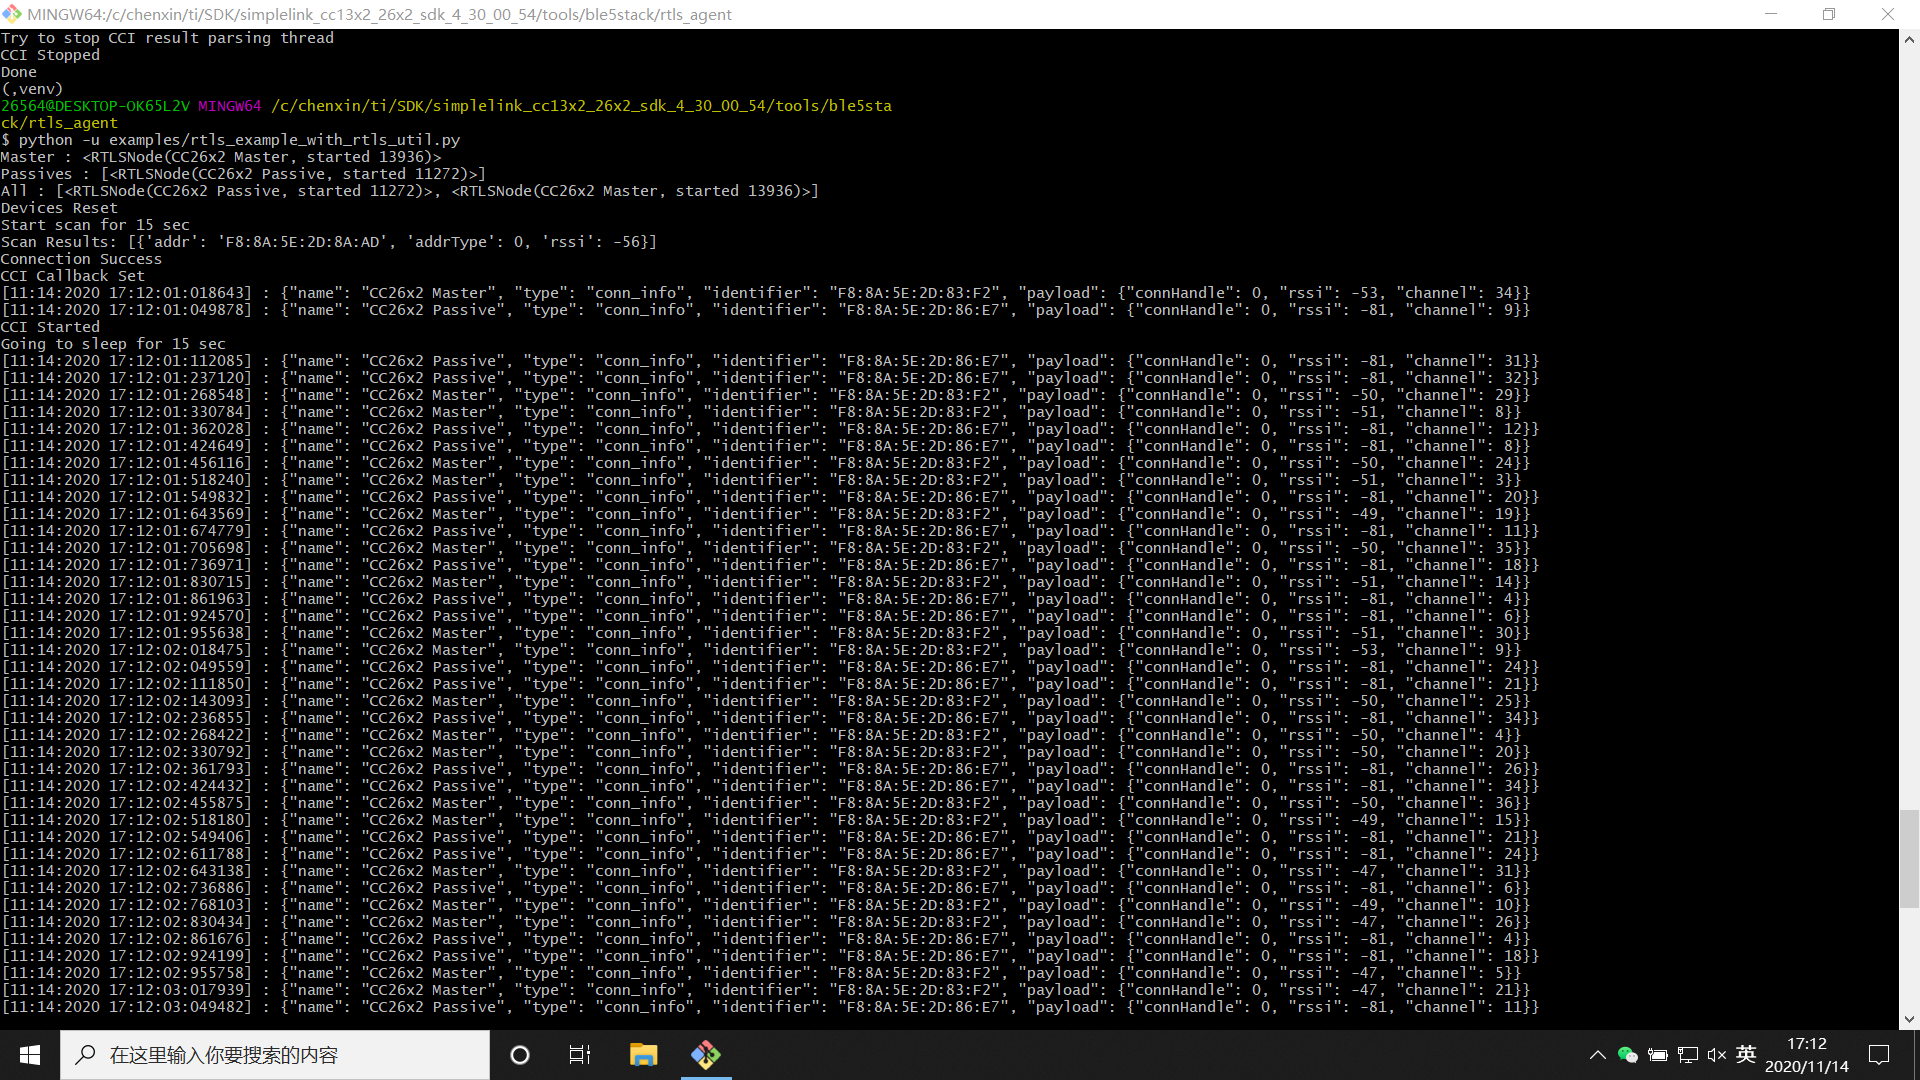 MINGW64:/c/chenxin/ti/SDK/simplelink_cc13x2_26x2_sdk_4_30_00_54/tools/ble5stack/rtls_agent
Try to stop CCI result parsing thread
CCI Stopped
Done
(,venv)
26564@DESKTOP-OK65L2V MINGW64 /c/chenxin/ti/SDK/simplelink_cc13x2_26x2_sdk_4_30_00_54/tools/ble5sta
ck/rtls_agent
$ python -u examples/rtls_example_with_rtls_util.py
Master : <RTLSNode(CC26x2 Master, started 13936)>
Passives : [<RTLSNode(CC26x2 Passive, started 11272)>]
All : [<RTLSNode(CC26x2 Passive, started 11272)>, <RTLSNode(CC26x2 Master, started 13936)>]
Devices Reset
Start scan for 15 sec
Scan Results: [{'addr': 'F8:8A:5E:2D:8A:AD', 'addrType': 0, 'rssi': -56}]
Connection Success
CCI Callback Set
[11:14:2020 17:12:01:018643] : {"name": "CC26x2 Master", "type": "conn_info", "identifier": "F8:8A:5E:2D:83:F2", "payload": {"connHandle": 0, "rssi": -53, "channel": 34}}
[11:14:2020 17:12:01:049878] : {"name": "CC26x2 Passive", "type": "conn_info", "identifier": "F8:8A:5E:2D:86:E7", "payload": {"connHandle": 0, "rssi": -81, "channel": 9}}
CCI Started
Going to sleep for 15 sec
[11:14:2020 17:12:01:112085] : {"name": "CC26x2 Passive", "type": "conn_info", "identifier": "F8:8A:5E:2D:86:E7", "payload": {"connHandle": 0, "rssi": -81, "channel": 31}}
[11:14:2020 17:12:01:237120] : {"name": "CC26x2 Passive", "type": "conn_info", "identifier": "F8:8A:5E:2D:86:E7", "payload": {"connHandle": 0, "rssi": -81, "channel": 32}}
[11:14:2020 17:12:01:268548] : {"name": "CC26x2 Master", "type": "conn_info", "identifier": "F8:8A:5E:2D:83:F2", "payload": {"connHandle": 0, "rssi": -50, "channel": 29}}
[11:14:2020 17:12:01:330784] : {"name": "CC26x2 Master", "type": "conn_info", "identifier": "F8:8A:5E:2D:83:F2", "payload": {"connHandle": 0, "rssi": -51, "channel": 8}}
[11:14:2020 17:12:01:362028] : {"name": "CC26x2 Passive", "type": "conn_info", "identifier": "F8:8A:5E:2D:86:E7", "payload": {"connHandle": 0, "rssi": -81, "channel": 12}}
[11:14:2020 17:12:01:424649] : {"name": "CC26x2 Passive", "type": "conn_info", "identifier": "F8:8A:5E:2D:86:E7", "payload": {"connHandle": 0, "rssi": -81, "channel": 8}}
[11:14:2020 17:12:01:456116] : {"name": "CC26x2 Master", "type": "conn_info", "identifier": "F8:8A:5E:2D:83:F2", "payload": {"connHandle": 0, "rssi": -50, "channel": 24}}
[11:14:2020 17:12:01:518240] : {"name": "CC26x2 Master", "type": "conn_info", "identifier": "F8:8A:5E:2D:83:F2", "payload": {"connHandle": 0, "rssi": -51, "channel": 3}}
[11:14:2020 17:12:01:549832] : {"name": "CC26x2 Passive", "type": "conn_info", "identifier": "F8:8A:5E:2D:86:E7", "payload": {"connHandle": 0, "rssi": -81, "channel": 20}}
[11:14:2020 17:12:01:643569] : {"name": "CC26x2 Master", "type": "conn_info", "identifier": "F8:8A:5E:2D:83:F2", "payload": {"connHandle": 0, "rssi": -49, "channel": 19}}
[11:14:2020 17:12:01:674779] : {"name": "CC26x2 Passive", "type": "conn_info", "identifier": "F8:8A:5E:2D:86:E7", "payload": {"connHandle": 0, "rssi": -81, "channel": 11}}
[11:14:2020 17:12:01:705698] : {"name": "CC26x2 Master", "type": "conn_info", "identifier": "F8:8A:5E:2D:83:F2", "payload": {"connHandle": 0, "rssi": -50, "channel": 35}}
[11:14:2020 17:12:01:736971] : {"name": "CC26x2 Passive", "type": "conn_info", "identifier": "F8:8A:5E:2D:86:E7", "payload": {"connHandle": 0, "rssi": -81, "channel": 18}}
[11:14:2020 17:12:01:830715] : {"name": "CC26x2 Master", "type": "conn_info", "identifier": "F8:8A:5E:2D:83:F2", "payload": {"connHandle": 0, "rssi": -51, "channel": 14}}
[11:14:2020 17:12:01:861963] : {"name": "CC26x2 Passive", "type": "conn_info", "identifier": "F8:8A:5E:2D:86:E7", "payload": {"connHandle": 0, "rssi": -81, "channel": 4}}
[11:14:2020 17:12:01:924570] : {"name": "CC26x2 Passive", "type": "conn_info", "identifier": "F8:8A:5E:2D:86:E7", "payload": {"connHandle": 0, "rssi": -81, "channel": 6}}
[11:14:2020 17:12:01:955638] : {"name": "CC26x2 Master", "type": "conn_info", "identifier": "F8:8A:5E:2D:83:F2", "payload": {"connHandle": 0, "rssi": -51, "channel": 30}}
[11:14:2020 17:12:02:018475] : {"name": "CC26x2 Master", "type": "conn_info", "identifier": "F8:8A:5E:2D:83:F2", "payload": {"connHandle": 0, "rssi": -53, "channel": 9}}
[11:14:2020 17:12:02:049559] : {"name": "CC26x2 Passive", "type": "conn_info", "identifier": "F8:8A:5E:2D:86:E7", "payload": {"connHandle": 0, "rssi": -81, "channel": 24}}
[11:14:2020 17:12:02:111850] : {"name": "CC26x2 Passive", "type": "conn_info", "identifier": "F8:8A:5E:2D:86:E7", "payload": {"connHandle": 0, "rssi": -81, "channel": 21}}
[11:14:2020 17:12:02:143093] : {"name": "CC26x2 Master", "type": "conn_info", "identifier": "F8:8A:5E:2D:83:F2", "payload": {"connHandle": 0, "rssi": -50, "channel": 25}}
[11:14:2020 17:12:02:236855] : {"name": "CC26x2 Passive", "type": "conn_info", "identifier": "F8:8A:5E:2D:86:E7", "payload": {"connHandle": 0, "rssi": -81, "channel": 34}}
[11:14:2020 17:12:02:268422] : {"name": "CC26x2 Master", "type": "conn_info", "identifier": "F8:8A:5E:2D:83:F2", "payload": {"connHandle": 0, "rssi": -50, "channel": 4}}
[11:14:2020 17:12:02:330792] : {"name": "CC26x2 Master", "type": "conn_info", "identifier": "F8:8A:5E:2D:83:F2", "payload": {"connHandle": 0, "rssi": -50, "channel": 20}}
[11:14:2020 17:12:02:361793] : {"name": "CC26x2 Passive", "type": "conn_info", "identifier": "F8:8A:5E:2D:86:E7", "payload": {"connHandle": 0, "rssi": -81, "channel": 26}}
[11:14:2020 17:12:02:424432] : {"name": "CC26x2 Passive", "type": "conn_info", "identifier": "F8:8A:5E:2D:86:E7", "payload": {"connHandle": 0, "rssi": -81, "channel": 34}}
[11:14:2020 17:12:02:455875] : {"name": "CC26x2 Master", "type": "conn_info", "identifier": "F8:8A:5E:2D:83:F2", "payload": {"connHandle": 0, "rssi": -50, "channel": 36}}
[11:14:2020 17:12:02:518180] : {"name": "CC26x2 Master", "type": "conn_info", "identifier": "F8:8A:5E:2D:83:F2", "payload": {"connHandle": 0, "rssi": -49, "channel": 15}}
[11:14:2020 17:12:02:549406] : {"name": "CC26x2 Passive", "type": "conn_info", "identifier": "F8:8A:5E:2D:86:E7", "payload": {"connHandle": 0, "rssi": -81, "channel": 21}}
[11:14:2020 17:12:02:611788] : {"name": "CC26x2 Passive", "type": "conn_info", "identifier": "F8:8A:5E:2D:86:E7", "payload": {"connHandle": 0, "rssi": -81, "channel": 24}}
[11:14:2020 17:12:02:643138] : {"name": "CC26x2 Master", "type": "conn_info", "identifier": "F8:8A:5E:2D:83:F2", "payload": {"connHandle": 0, "rssi": -47, "channel": 31}}
[11:14:2020 17:12:02:736886] : {"name": "CC26x2 Passive", "type": "conn_info", "identifier": "F8:8A:5E:2D:86:E7", "payload": {"connHandle": 0, "rssi": -81, "channel": 6}}
[11:14:2020 17:12:02:768103] : {"name": "CC26x2 Master", "type": "conn_info", "identifier": "F8:8A:5E:2D:83:F2", "payload": {"connHandle": 0, "rssi": -49, "channel": 10}}
[11:14:2020 17:12:02:830434] : {"name": "CC26x2 Master", "type": "conn_info", "identifier": "F8:8A:5E:2D:83:F2", "payload": {"connHandle": 0, "rssi": -47, "channel": 26}}
[11:14:2020 17:12:02:861676] : {"name": "CC26x2 Passive", "type": "conn_info", "identifier": "F8:8A:5E:2D:86:E7", "payload": {"connHandle": 0, "rssi": -81, "channel": 4}}
[11:14:2020 17:12:02:924199] : {"name": "CC26x2 Passive", "type": "conn_info", "identifier": "F8:8A:5E:2D:86:E7", "payload": {"connHandle": 0, "rssi": -81, "channel": 18}}
[11:14:2020 17:12:02:955758] : {"name": "CC26x2 Master", "type": "conn_info", "identifier": "F8:8A:5E:2D:83:F2", "payload": {"connHandle": 0, "rssi": -47, "channel": 5}}
[11:14:2020 17:12:03:017939] : {"name": "CC26x2 Master", "type": "conn_info", "identifier": "F8:8A:5E:2D:83:F2", "payload": {"connHandle": 0, "rssi": -47, "channel": 21}}
[11:14:2020 17:12:03:049482] : {"name": "CC26x2 Passive", "type": "conn_info", "identifier": "F8:8A:5E:2D:86:E7", "payload": {"connHandle": 0, "rssi": -81, "channel": 11}}
在这里输入你要搜索的内容
英
17:12
2020/11/14